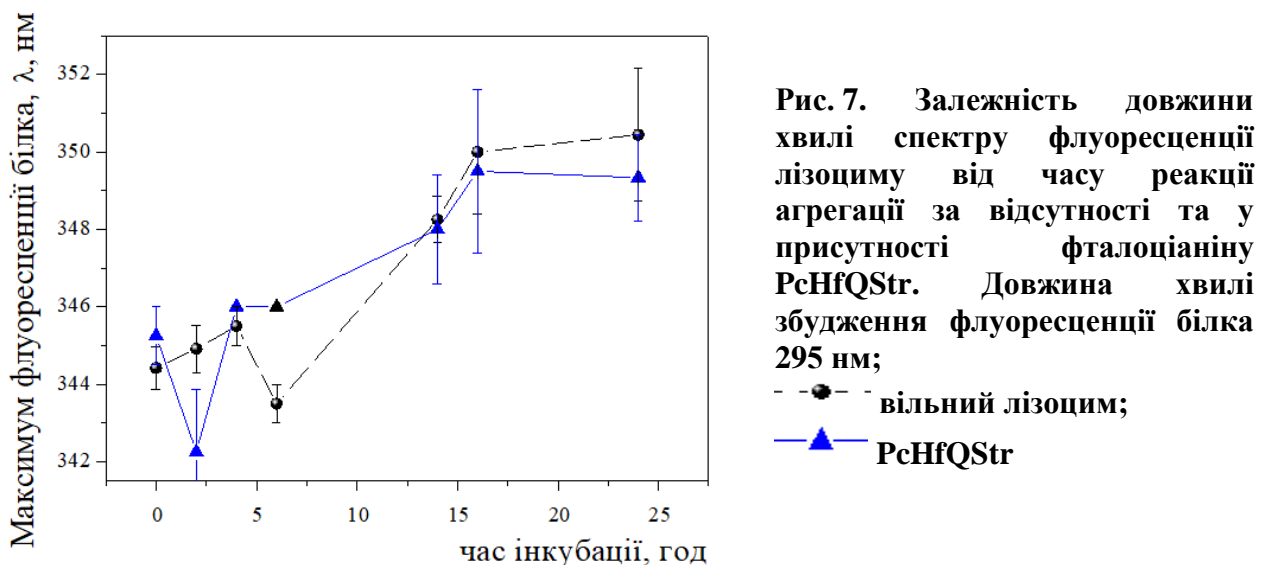 Максимум флуоресценції білка, λ, нм
352
350
348
346
344
342
0 5 10 15 20 25
час інкубації, год
Рис. 7. Залежність довжини
хвилі спектру флуоресценції
лізоциму від часу реакції
агрегації за відсутності та у
присутності фталоціаніну
PcHfQStr. Довжина хвилі
збудження флуоресценції білка
295 нм;
вільний лізоцим;
PcHfQStr